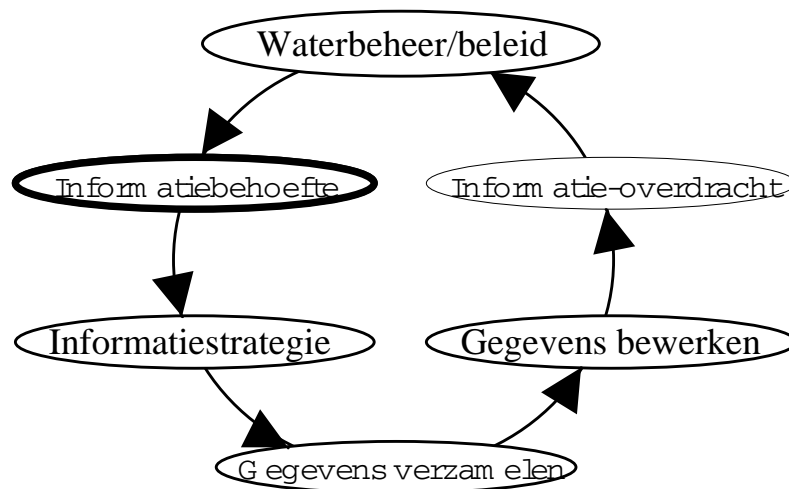 Waterbeheer/beleid
Informatiebehoefte
Informatie-overdracht
Informatiestrategie
Gegevens bewerken
Gegevens verzamelen